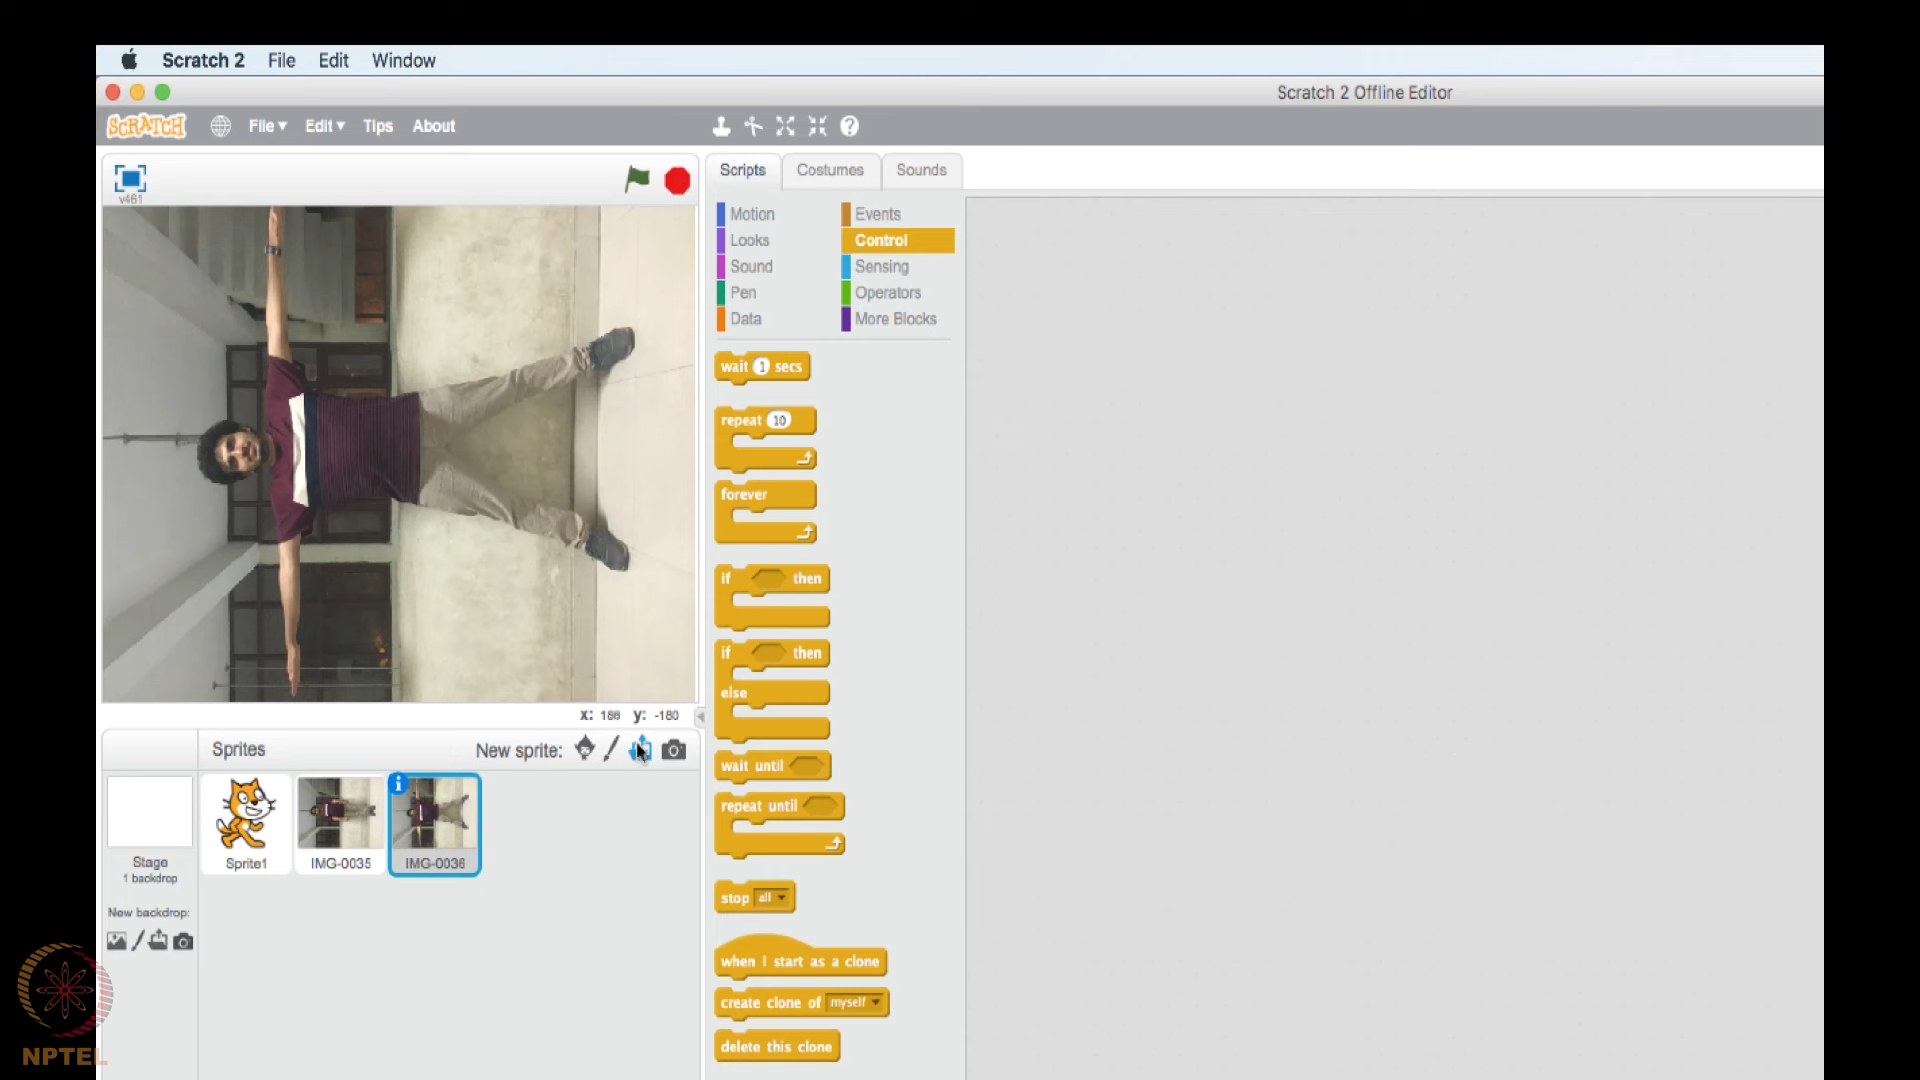 Scratch 2 File Edit Window
Scratch 2 Offline Editor
SCRATCH File Edit Tips About
v461
Scripts Costumes Sounds
Motion Events
Looks Control
Sound Sensing
Pen Operators
Data More Blocks
wait 1 secs
repeat 10
forever
if then
if then
else
wait until
repeat until
stop all
when I start as a clone
create clone of myself
delete this clone
x: 186 y: -180
Sprites New sprite:
Sprite1 IMG-0035 IMG-0036
Stage
1 backdrop
New backdrop:
NPTEL